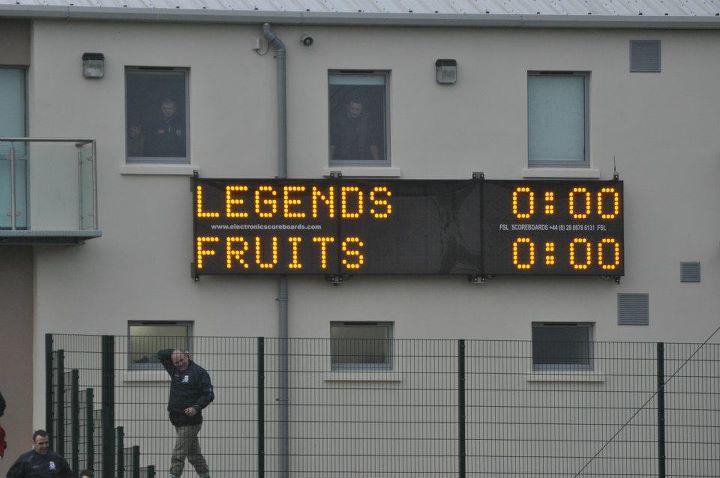 LEGENDS 0:00
www.electronicscoreboards.com FSL SCOREBOARDS +44 (0) 28 8676 6131 FSL
FRUITS 0:00